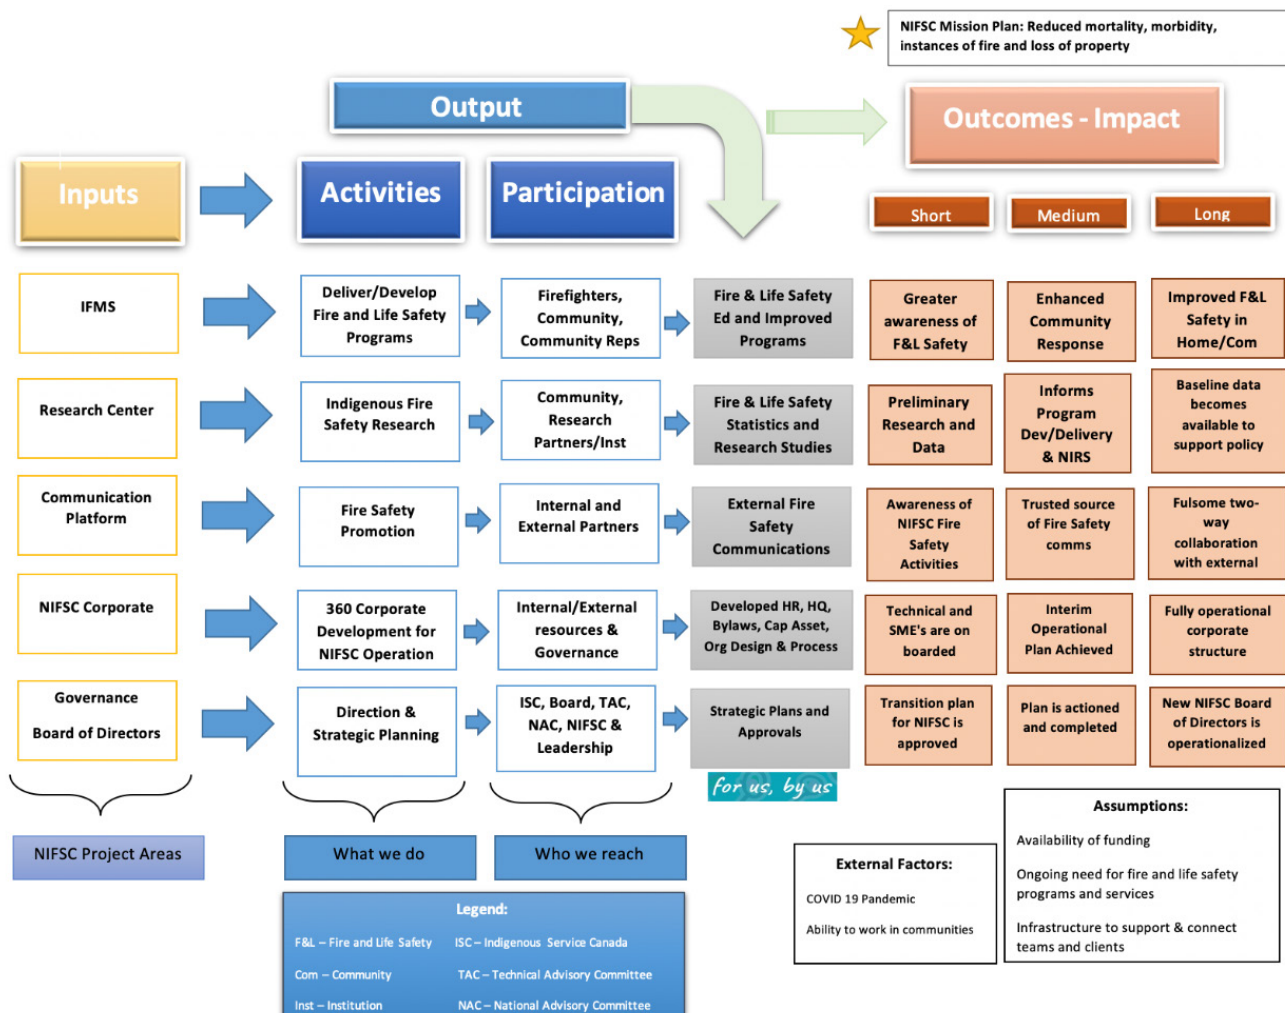 NIFSC Mission Plan: Reduced mortality, morbidity,
instances of fire and loss of property
Output
Outcomes - Impact
Inputs
Activities
Participation
Short
Medium
Long
IFMS
Deliver/Develop
Fire and Life Safety
Programs
Firefighters,
Community,
Community Reps
Fire & Life Safety
Ed and Improved
Programs
Greater
awareness of
F&L Safety
Enhanced
Community
Response
Improved F&L
Safety in
Home/Com
Research Center
Indigenous Fire
Safety Research
Community,
Research
Partners/Inst
Fire & Life Safety
Statistics and
Research Studies
Preliminary
Research and
Data
Informs
Program
Dev/Delivery
& NIRS
Baseline data
becomes
available to
support policy
Communication
Platform
Fire Safety
Promotion
Internal and
External Partners
External Fire
Safety
Communications
Awareness of
NIFSC Fire
Safety
Activities
Trusted source
of Fire Safety
comms
Fulsome two-
way
collaboration
with external
NIFSC Corporate
360 Corporate
Development for
NIFSC Operation
Internal/External
resources &
Governance
Developed HR, HQ,
Bylaws, Cap Asset,
Org Design & Process
Technical and
SME's are on
boarded
Interim
Operational
Plan Achieved
Fully operational
corporate
structure
Governance
Board of Directors
Direction &
Strategic Planning
ISC, Board, TAC,
NAC, NIFSC &
Leadership
Strategic Plans and
Approvals
Transition plan
for NIFSC is
approved
Plan is actioned
and completed
New NIFSC Board
of Directors is
operationalized
for us, by us
NIFSC Project Areas
What we do
Who we reach
External Factors:
COVID 19 Pandemic
Ability to work in communities
Assumptions:
Availability of funding
Ongoing need for fire and life safety
programs and services
Infrastructure to support & connect
teams and clients
Legend:
F&L – Fire and Life Safety
ISC – Indigenous Service Canada
Com – Community
TAC – Technical Advisory Committee
Inst – Institution
NAC – National Advisory Committee